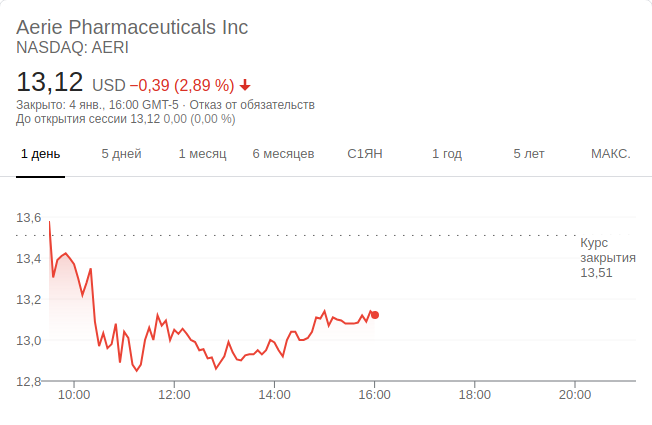 Aerie Pharmaceuticals Inc
NASDAQ: AERI
13,12 USD −0,39 (2,89 %)
Закрыто: 4 янв., 16:00 GMT-5 · Отказ от обязательств
До открытия сессии 13,12 0,00 (0,00 %)
1 день 5 дней 1 месяц 6 месяцев С1ЯН 1 год 5 лет МАКС.
13,6
Курс
закрытия
13,51
13,4
13,2
13,0
12,8
10:00 12:00 14:00 16:00 18:00 20:00